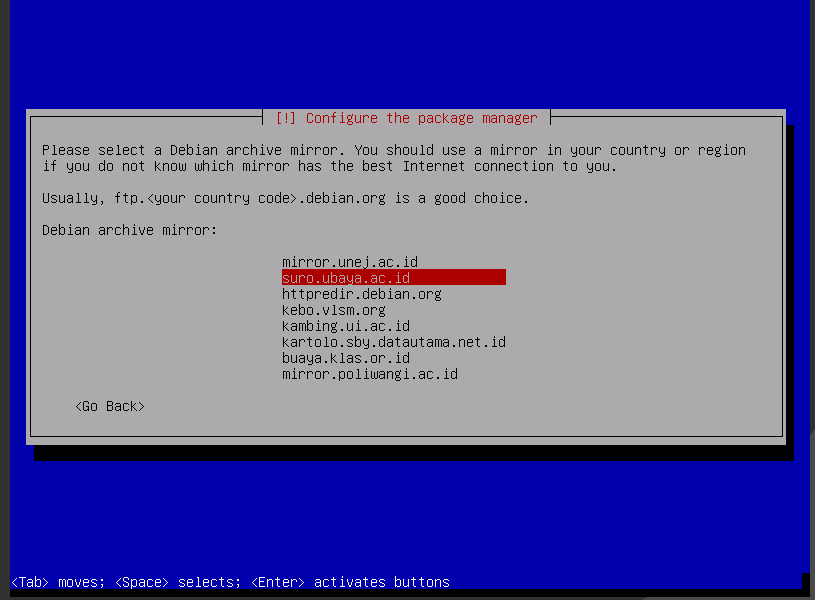 [!] Configure the package manager
Please select a Debian archive mirror. You should use a mirror in your country or region
if you do not know which mirror has the best Internet connection to you.
Usually, ftp.<your country code>.debian.org is a good choice.
Debian archive mirror:
mirror.unej.ac.id
suro.ubaya.ac.id
httpredir.debian.org
kebo.vlsm.org
kambing.ui.ac.id
kartolo.sby.datautama.net.id
buaya.klas.or.id
mirror.poliwangi.ac.id
<Go Back>
<Tab> moves; <Space> selects; <Enter> activates buttons